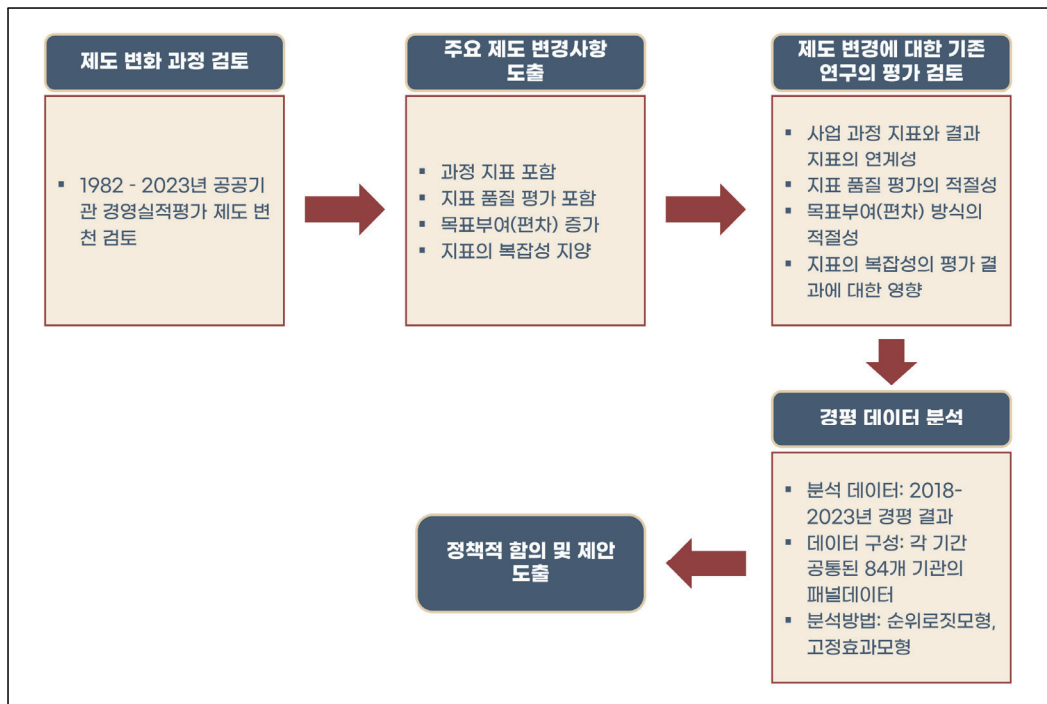 제도 변화 과정 검토
▪ 1982 - 2023년 공공기
관 경영실적평가 제도 변
천 검토
주요 제도 변경사항
도출
▪ 과정 지표 포함
▪ 지표 품질 평가 포함
▪ 목표부여(편차) 증가
▪ 지표의 복잡성 지양
제도 변경에 대한 기존
연구의 평가 검토
▪ 사업 과정 지표와 결과
지표의 연계성
▪ 지표 품질 평가의 적절성
▪ 목표부여(편차) 방식의
적절성
▪ 지표의 복잡성의 평가 결
과에 대한 영향
경평 데이터 분석
▪ 분석 데이터: 2018-
2023년 경평 결과
▪ 데이터 구성: 각 기간
공통된 84개 기관의
패널데이터
▪ 분석방법: 순위로짓모형,
고정효과모형
정책적 함의 및 제안
도출